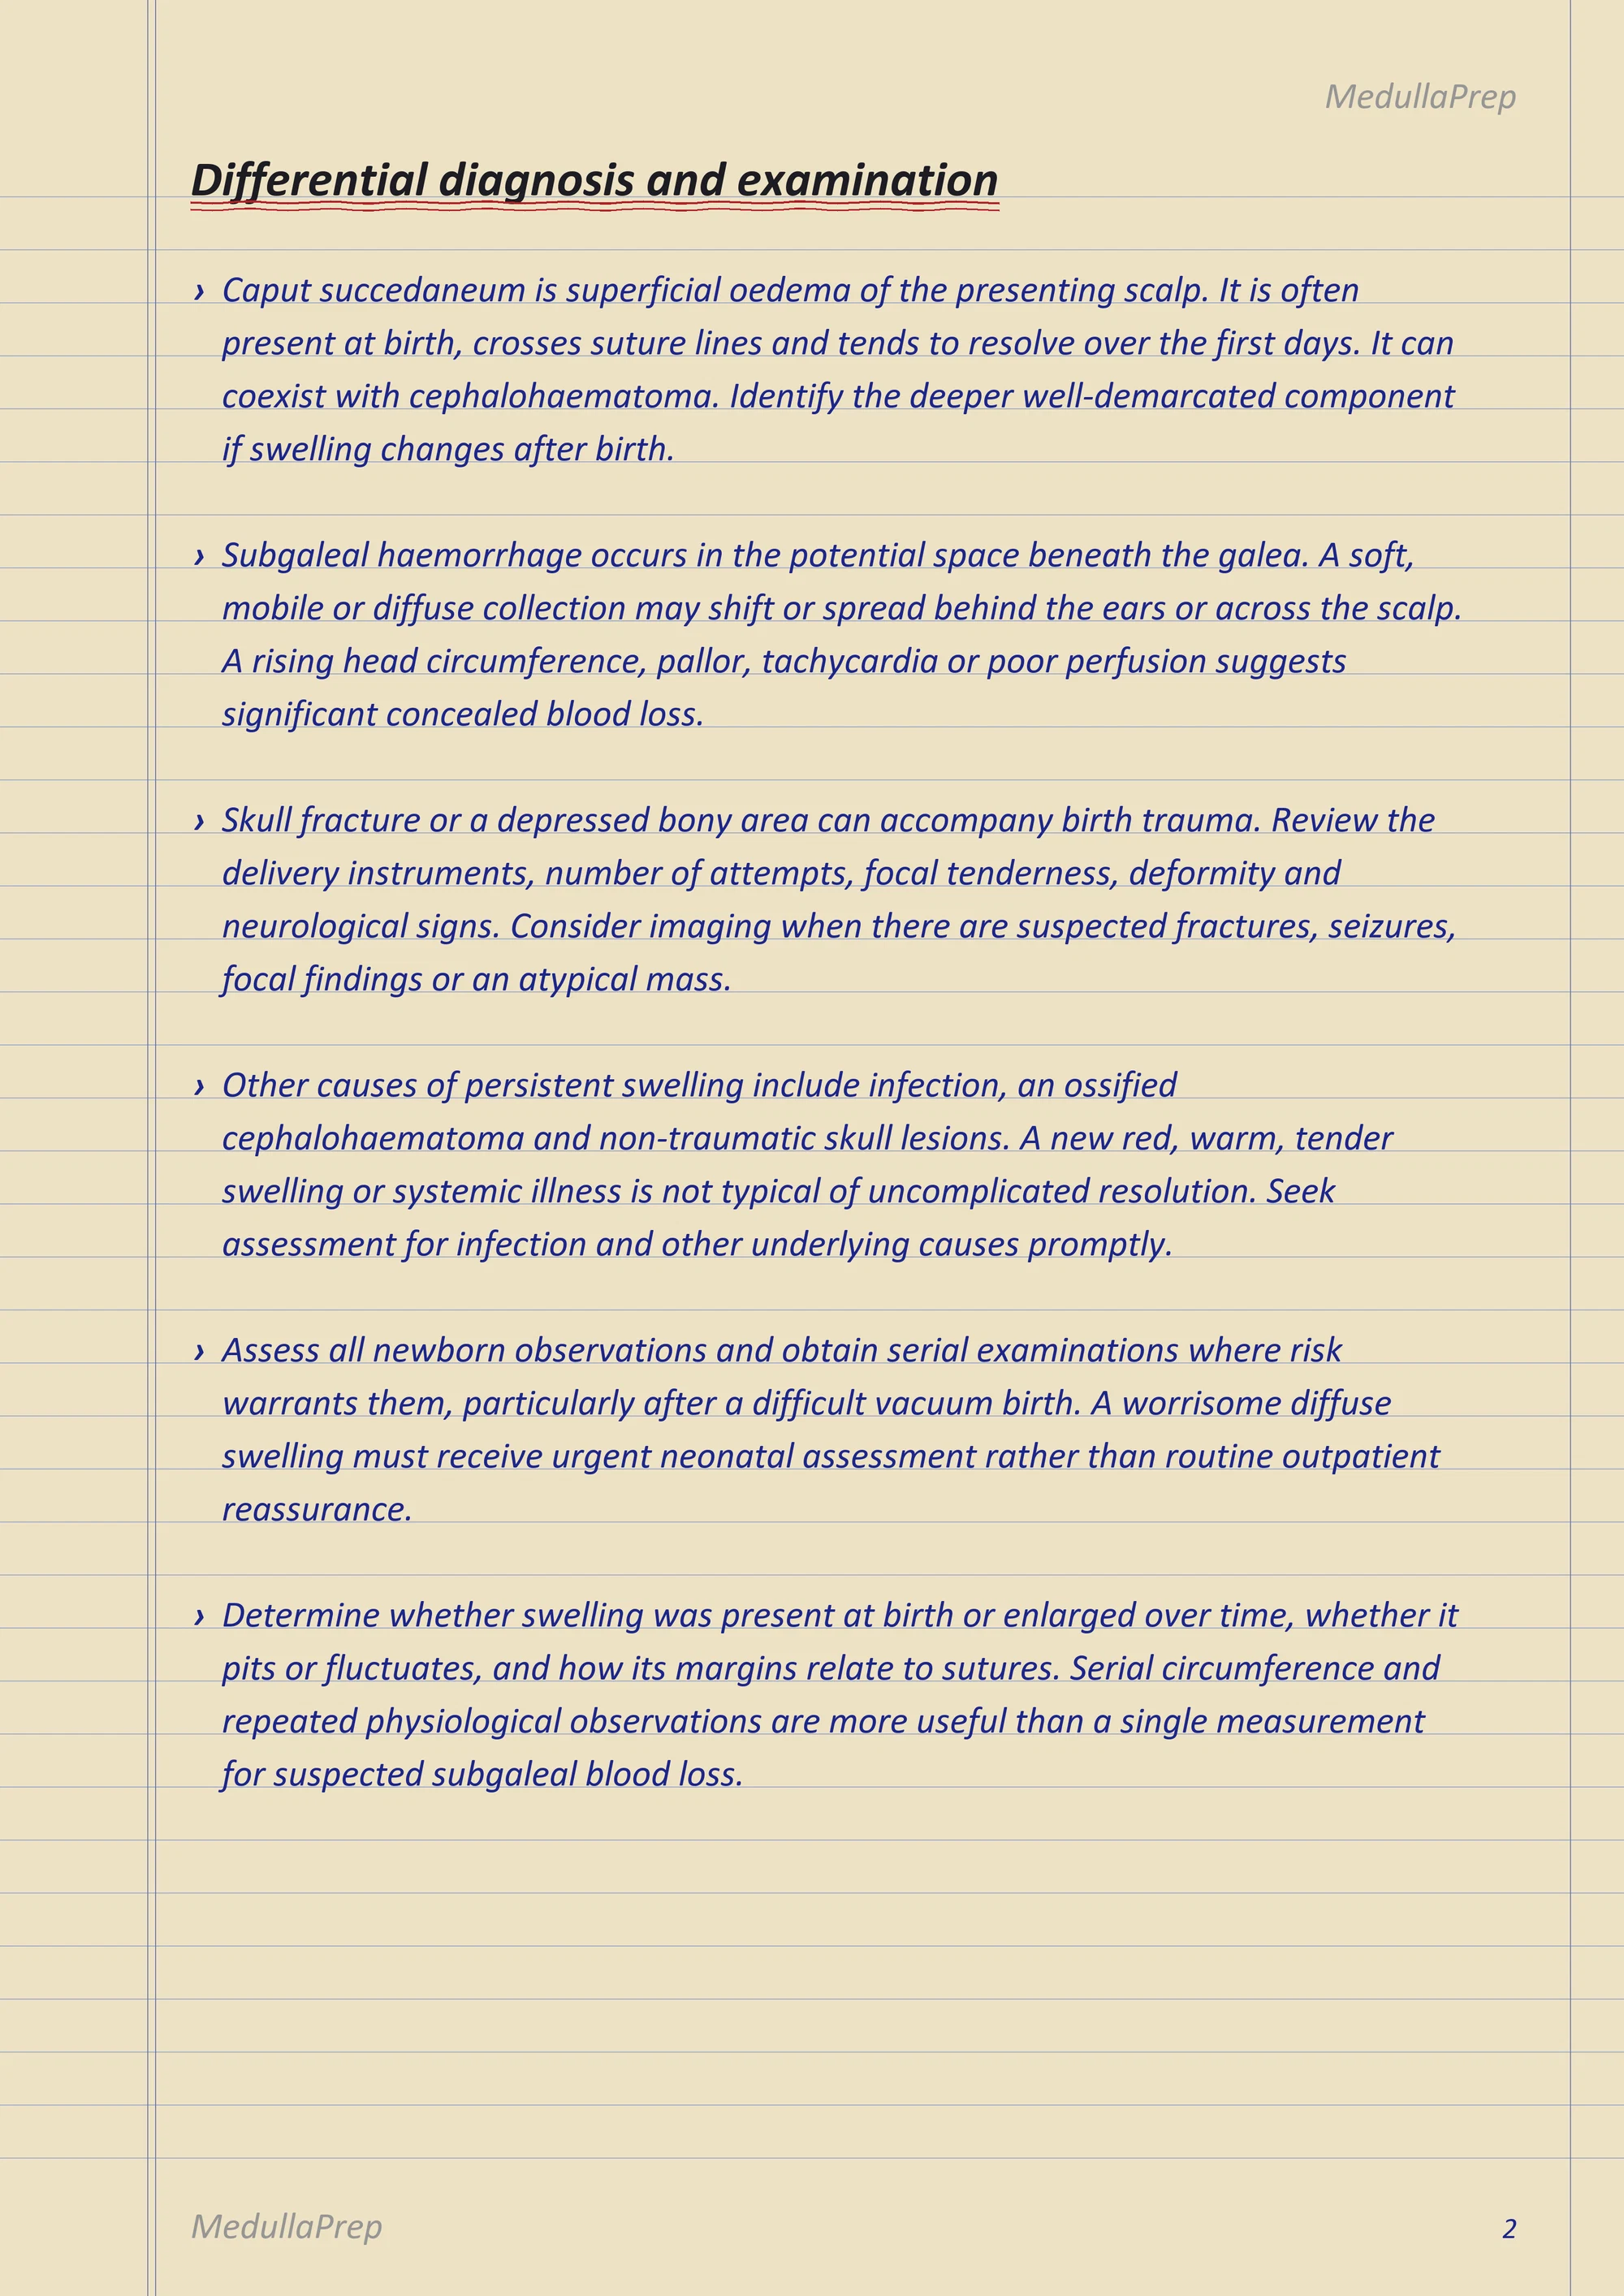 MedullaPrep
Differential diagnosis and examination
› Caput succedaneum is superficial oedema of the presenting scalp. It is often
present at birth, crosses suture lines and tends to resolve over the first days. It can
coexist with cephalohaematoma. Identify the deeper well-demarcated component
if swelling changes after birth.
› Subgaleal haemorrhage occurs in the potential space beneath the galea. A soft,
mobile or diffuse collection may shift or spread behind the ears or across the scalp.
A rising head circumference, pallor, tachycardia or poor perfusion suggests
significant concealed blood loss.
› Skull fracture or a depressed bony area can accompany birth trauma. Review the
delivery instruments, number of attempts, focal tenderness, deformity and
neurological signs. Consider imaging when there are suspected fractures, seizures,
focal findings or an atypical mass.
› Other causes of persistent swelling include infection, an ossified
cephalohaematoma and non-traumatic skull lesions. A new red, warm, tender
swelling or systemic illness is not typical of uncomplicated resolution. Seek
assessment for infection and other underlying causes promptly.
› Assess all newborn observations and obtain serial examinations where risk
warrants them, particularly after a difficult vacuum birth. A worrisome diffuse
swelling must receive urgent neonatal assessment rather than routine outpatient
reassurance.
› Determine whether swelling was present at birth or enlarged over time, whether it
pits or fluctuates, and how its margins relate to sutures. Serial circumference and
repeated physiological observations are more useful than a single measurement
for suspected subgaleal blood loss.
MedullaPrep
2